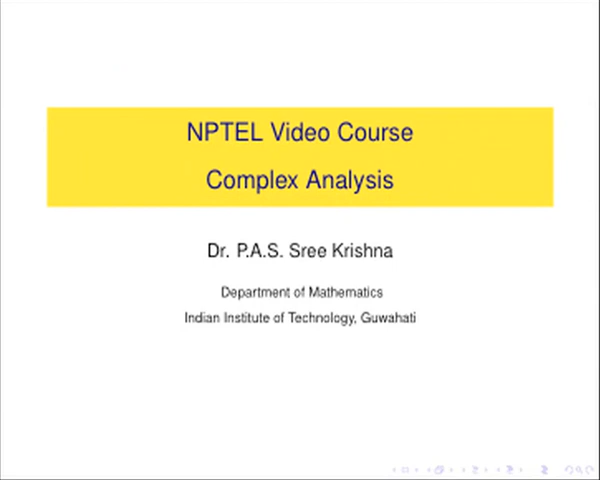 NPTEL Video Course
Complex Analysis
Dr. P.A.S. Sree Krishna
Department of Mathematics
Indian Institute of Technology, Guwahati